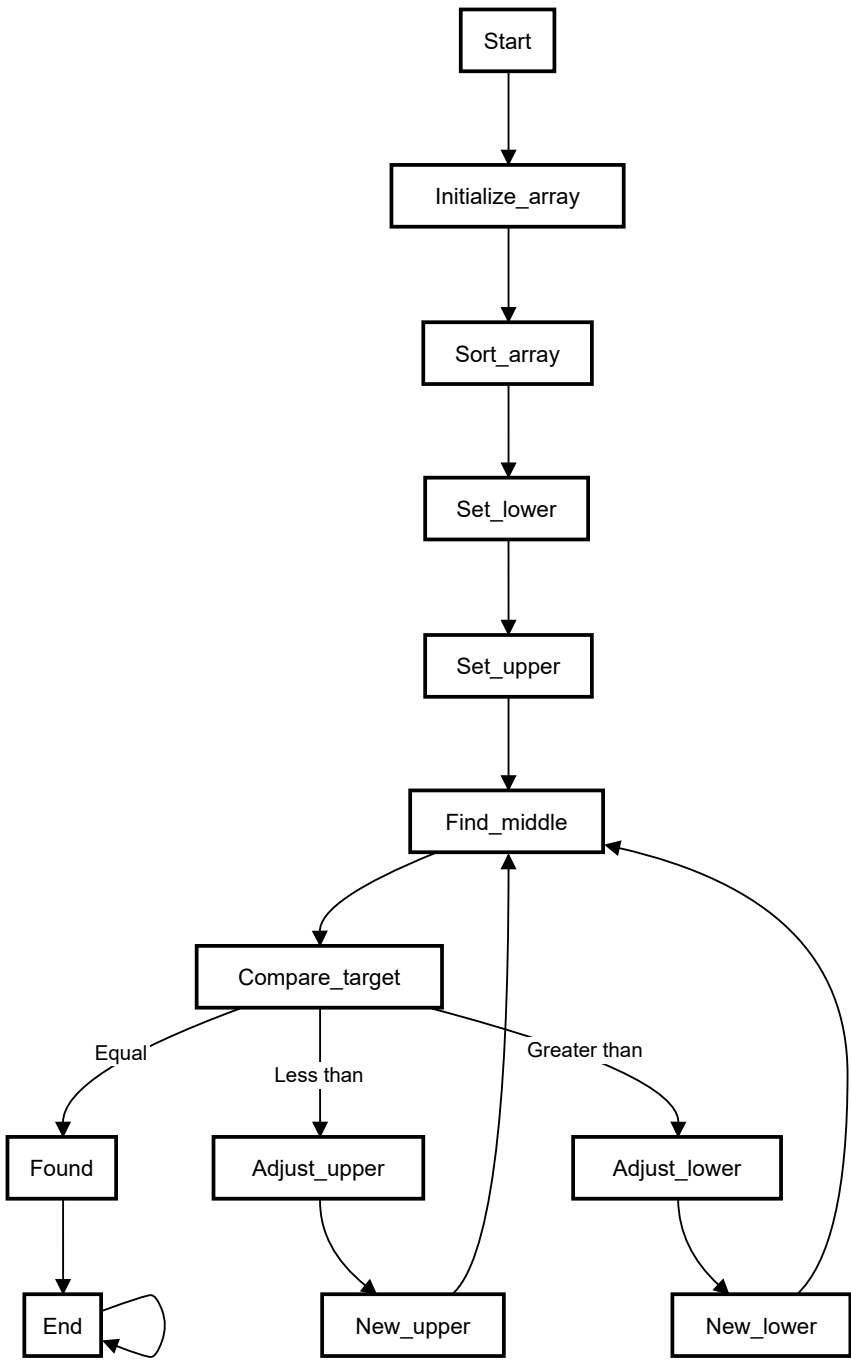 Start
Initialize_array
Sort_array
Set_lower
Set_upper
Find_middle
Compare_target
Equal
Less than
Greater than
Found
Adjust_upper
Adjust_lower
End
New_upper
New_lower